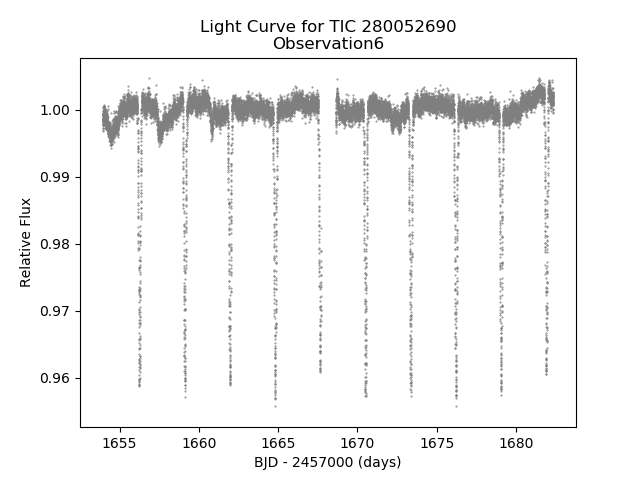 Light Curve for TIC 280052690
Observation6
1.00
0.99
0.98
0.97
0.96
Relative Flux
1655 1660 1665 1670 1675 1680
BJD - 2457000 (days)